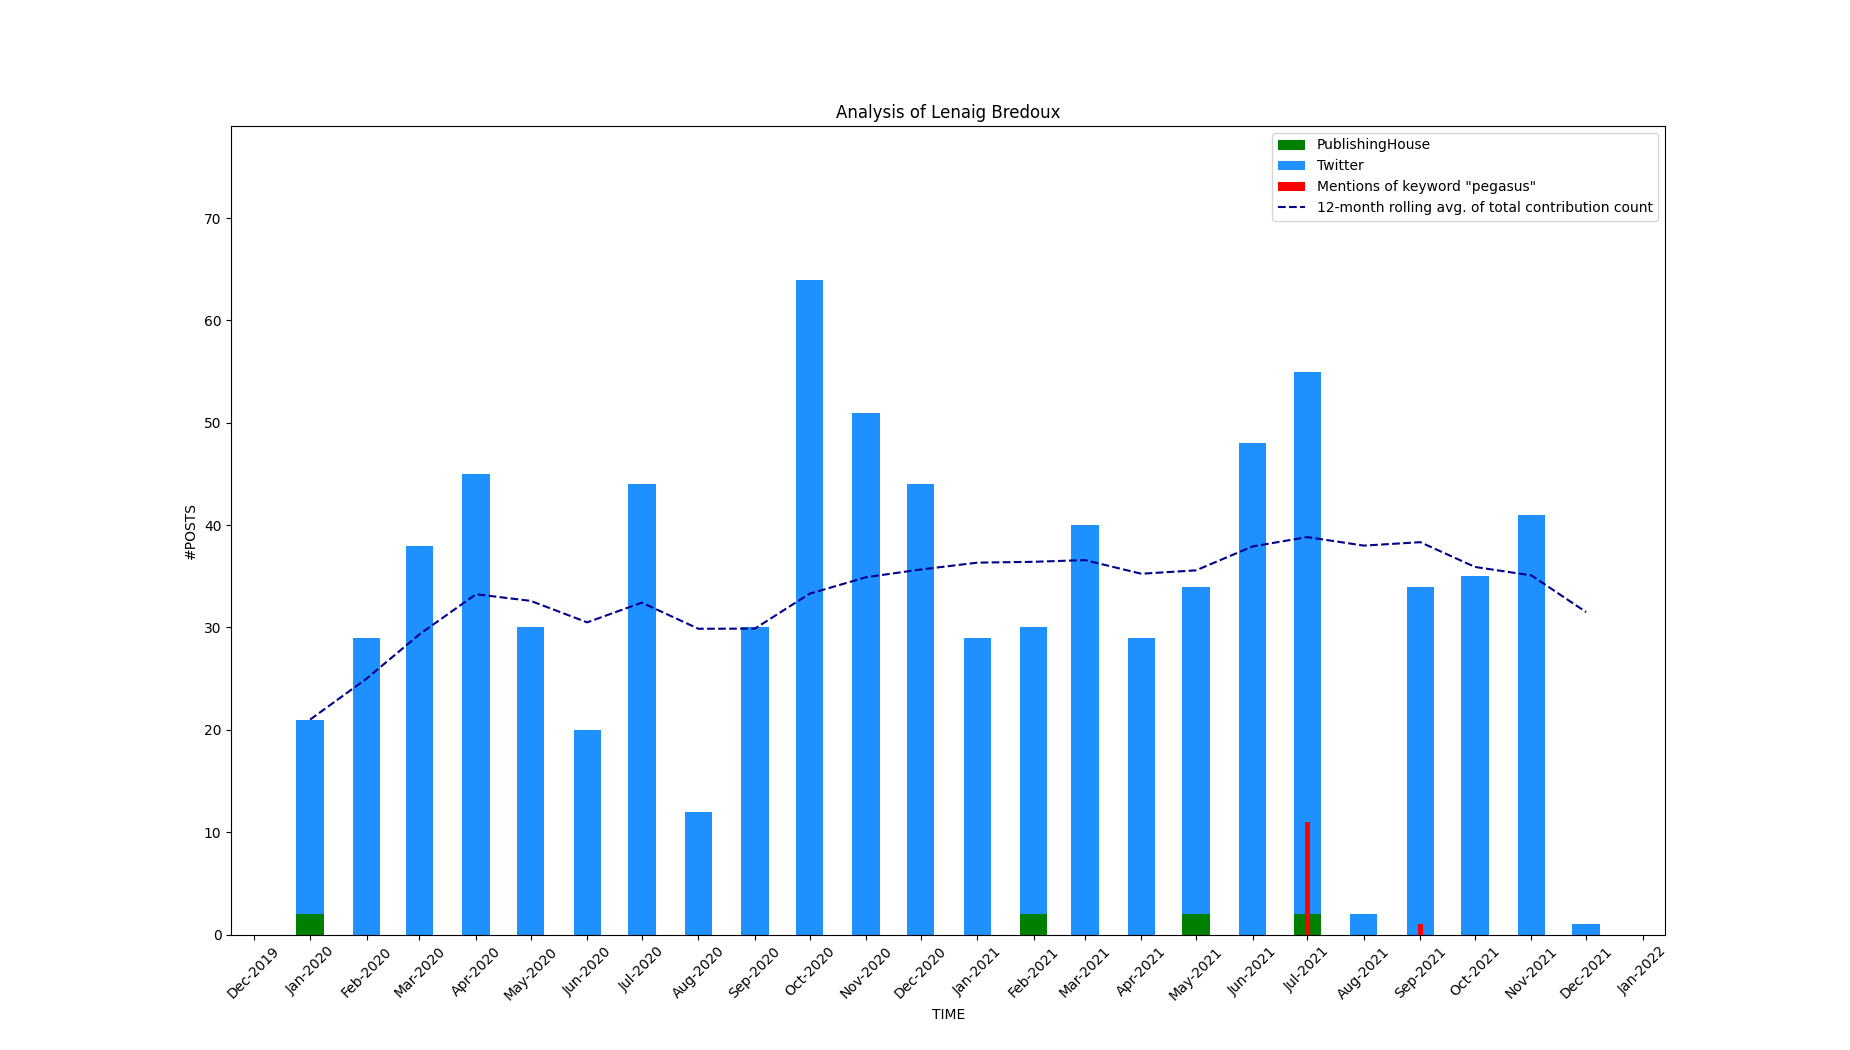 Analysis of Lenaig Bredoux
PublishingHouse
Twitter
Mentions of keyword "pegasus"
12-month rolling avg. of total contribution count
#POSTS
70
60
50
40
30
20
10
0
Dec-2019
Jan-2020
Feb-2020
Mar-2020
Apr-2020
May-2020
Jun-2020
Jul-2020
Aug-2020
Sep-2020
Oct-2020
Nov-2020
Dec-2020
Jan-2021
Feb-2021
Mar-2021
Apr-2021
May-2021
Jun-2021
Jul-2021
Aug-2021
Sep-2021
Oct-2021
Nov-2021
Dec-2021
Jan-2022
TIME